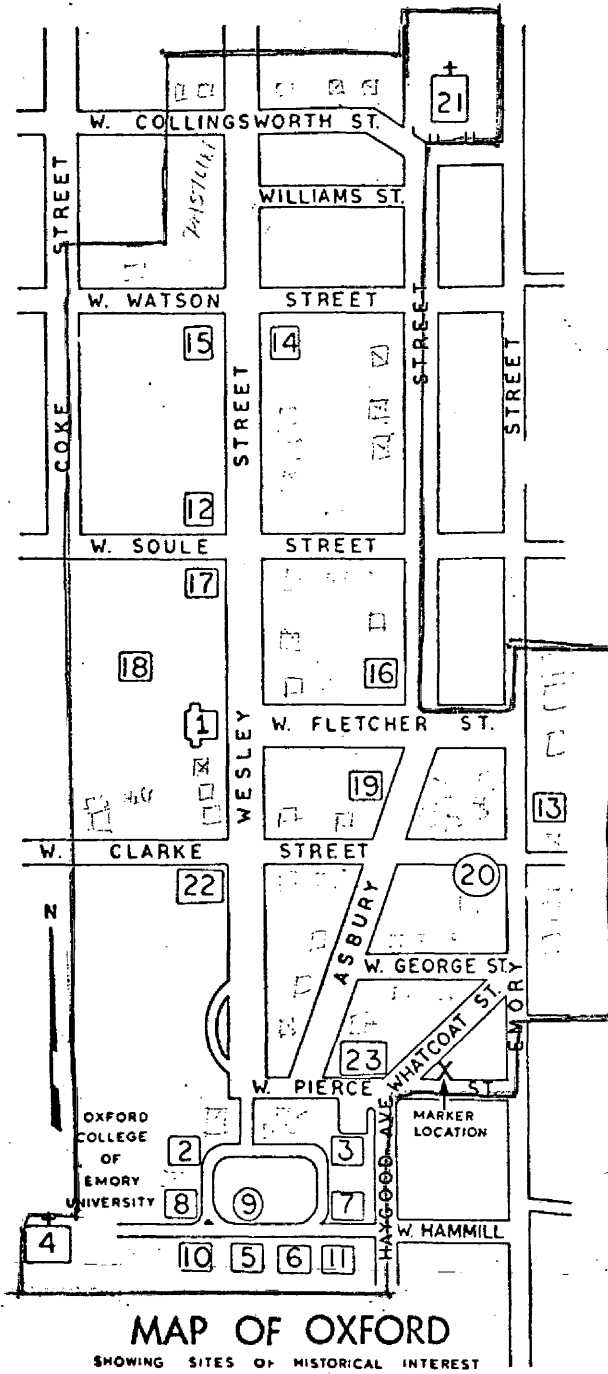 21
W. COLLINGSWORTH ST.
STREET
WILLIAMS ST.
W. WATSON STREET
15
14
STREET
STREET
STREET
COKE
12
W. SOULE STREET
17
18
16
1
W. FLETCHER ST.
WESLEY
19
13
W. CLARKE STREET
22
20
N
ASBURY
W. GEORGE ST.
EMORY
WHATCOAT ST.
23
X
W. PIERCE ST.
MARKER
LOCATION
OXFORD
COLLEGE
OF
EMORY
UNIVERSITY
HAYGOOD AVE
2
3
8
9
7
4
W. HAMMILL
10
5
6
11
MAP OF OXFORD
SHOWING SITES OF HISTORICAL INTEREST